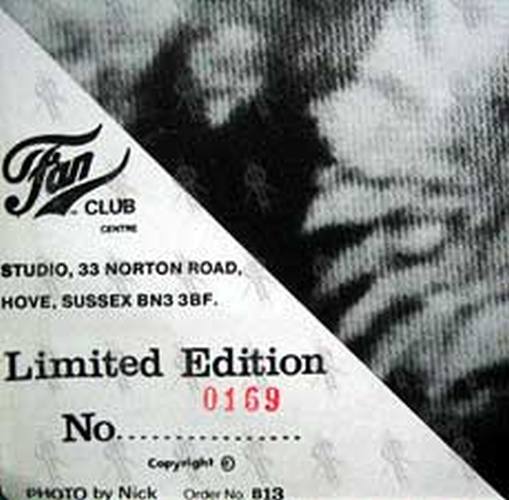 Fan
CLUB
CENTRE
STUDIO, 33 NORTON ROAD,
HOVE, SUSSEX BN3 3BF.
Limited Edition
0169
No..................
Copyright ©
PHOTO by Nick Order No. 813